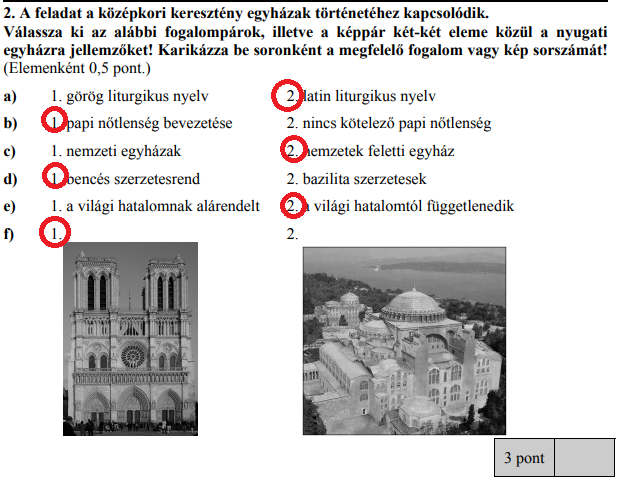 2. A feladat a középkori keresztény egyházak történetéhez kapcsolódik.
Válassza ki az alábbi fogalompárok, illetve a képpár két-két eleme közül a nyugati
egyházra jellemzőket! Karikázza be soronként a megfelelő fogalom vagy kép sorszámát!
(Elemenként 0,5 pont.)
a) 1. görög liturgikus nyelv 2. latin liturgikus nyelv
b) 1. papi nőtlenség bevezetése 2. nincs kötelező papi nőtlenség
c) 1. nemzeti egyházak 2. nemzetek feletti egyház
d) 1. bencés szerzetesrend 2. bazilita szerzetesek
e) 1. a világi hatalomnak alárendelt 2. a világi hatalomtól függetlenedik
f) 1. 2.
3 pont